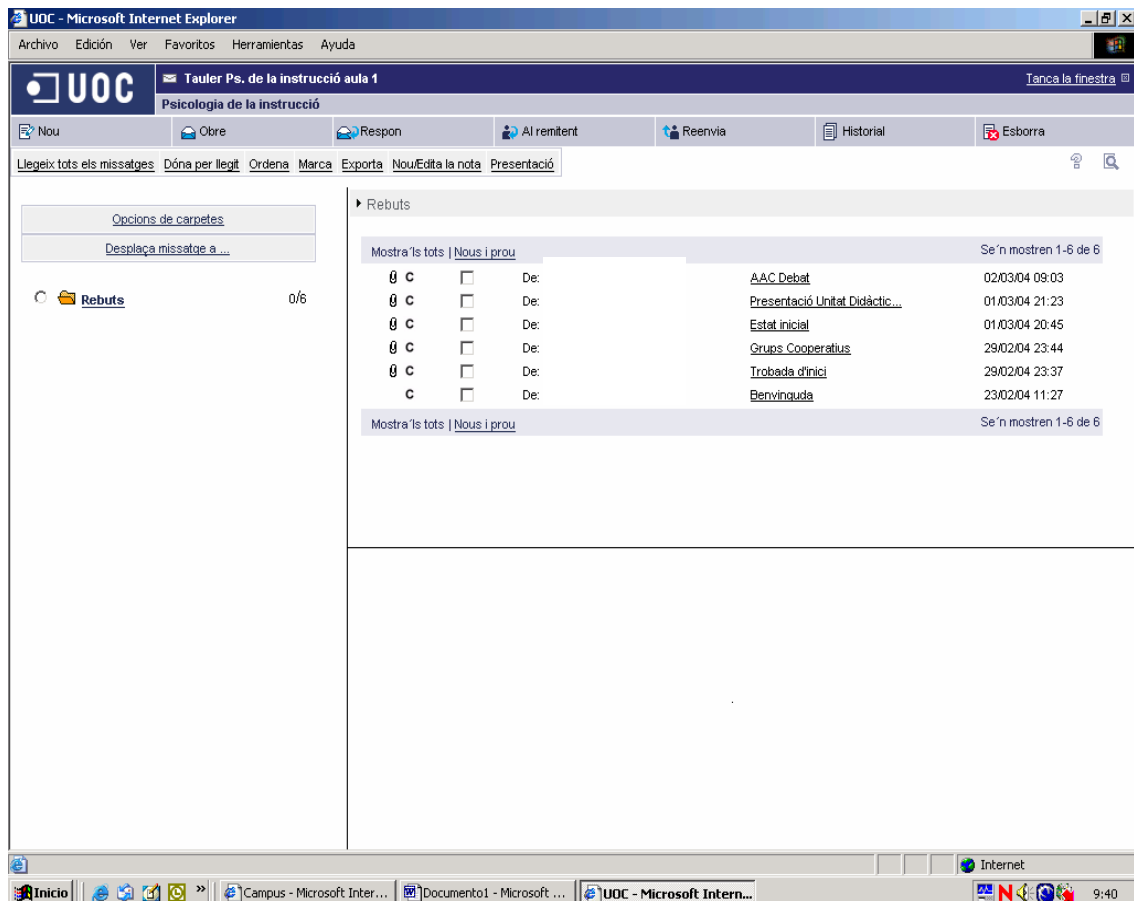 UOC - Microsoft Internet Explorer
Archivo Edición Ver Favoritos Herramientas Ayuda
UOC
Tauler Ps. de la instrucció aula 1 Tanca la finestra
Psicologia de la instrucció
Nou Obre Respon Al remitent Reenvia Historial Esborra
Llegeix tots els missatges Dóna per llegit Ordena Marca Exporta Nou/Edita la nota Presentació
Opcions de carpetes
Desplaça missatge a ...
Rebuts 0/6
Rebuts
Mostra´ls tots | Nous i prou Se´n mostren 1-6 de 6
C De: AAC Debat 02/03/04 09:03
C De: Presentació Unitat Didàctic... 01/03/04 21:23
C De: Estat inicial 01/03/04 20:45
C De: Grups Cooperatius 29/02/04 23:44
C De: Trobada d'inici 29/02/04 23:37
C De: Benvinguda 23/02/04 11:27
Mostra´ls tots | Nous i prou Se´n mostren 1-6 de 6
Internet
Inicio » Campus - Microsoft Inter... Documento1 - Microsoft ... UOC - Microsoft Intern... N 9:40